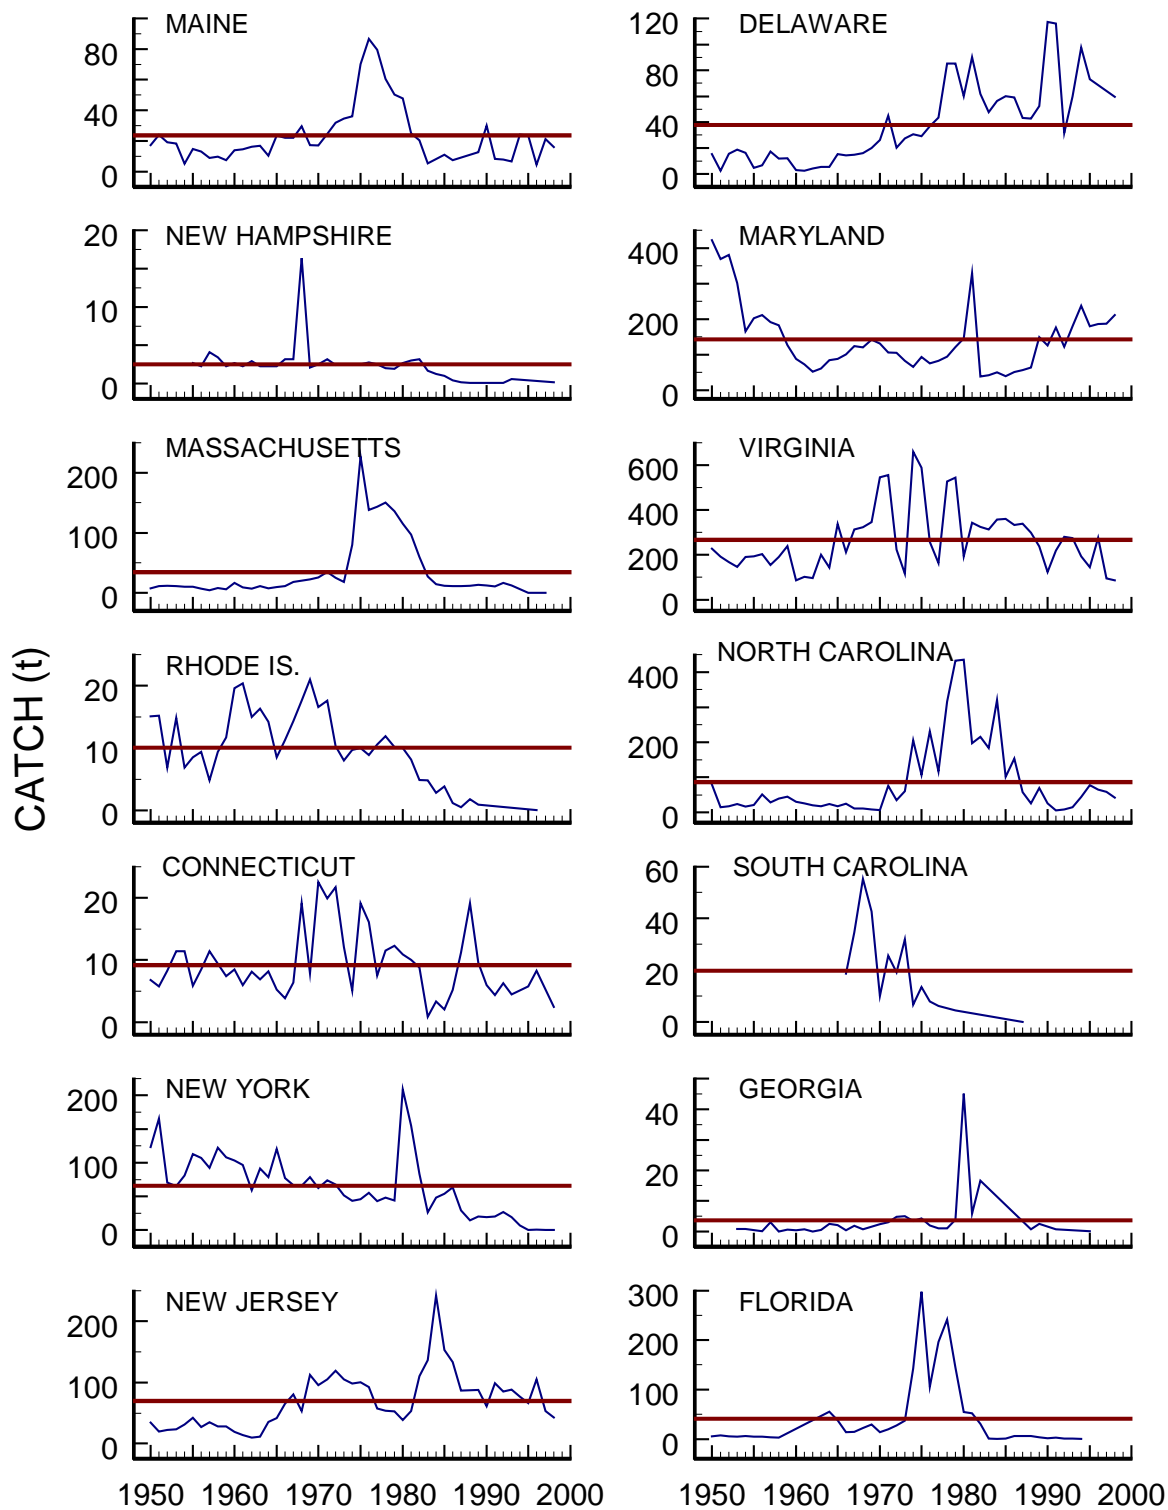 MAINE
80
40
0
NEW HAMPSHIRE
20
10
0
MASSACHUSETTS
200
100
0
RHODE IS.
20
10
0
CONNECTICUT
20
10
0
NEW YORK
200
100
0
NEW JERSEY
200
100
0
1950 1960 1970 1980 1990 2000
CATCH (t)
DELAWARE
120
80
40
0
MARYLAND
400
200
0
VIRGINIA
600
400
200
0
NORTH CAROLINA
400
200
0
SOUTH CAROLINA
60
40
20
0
GEORGIA
40
20
0
FLORIDA
300
200
100
0
1950 1960 1970 1980 1990 2000